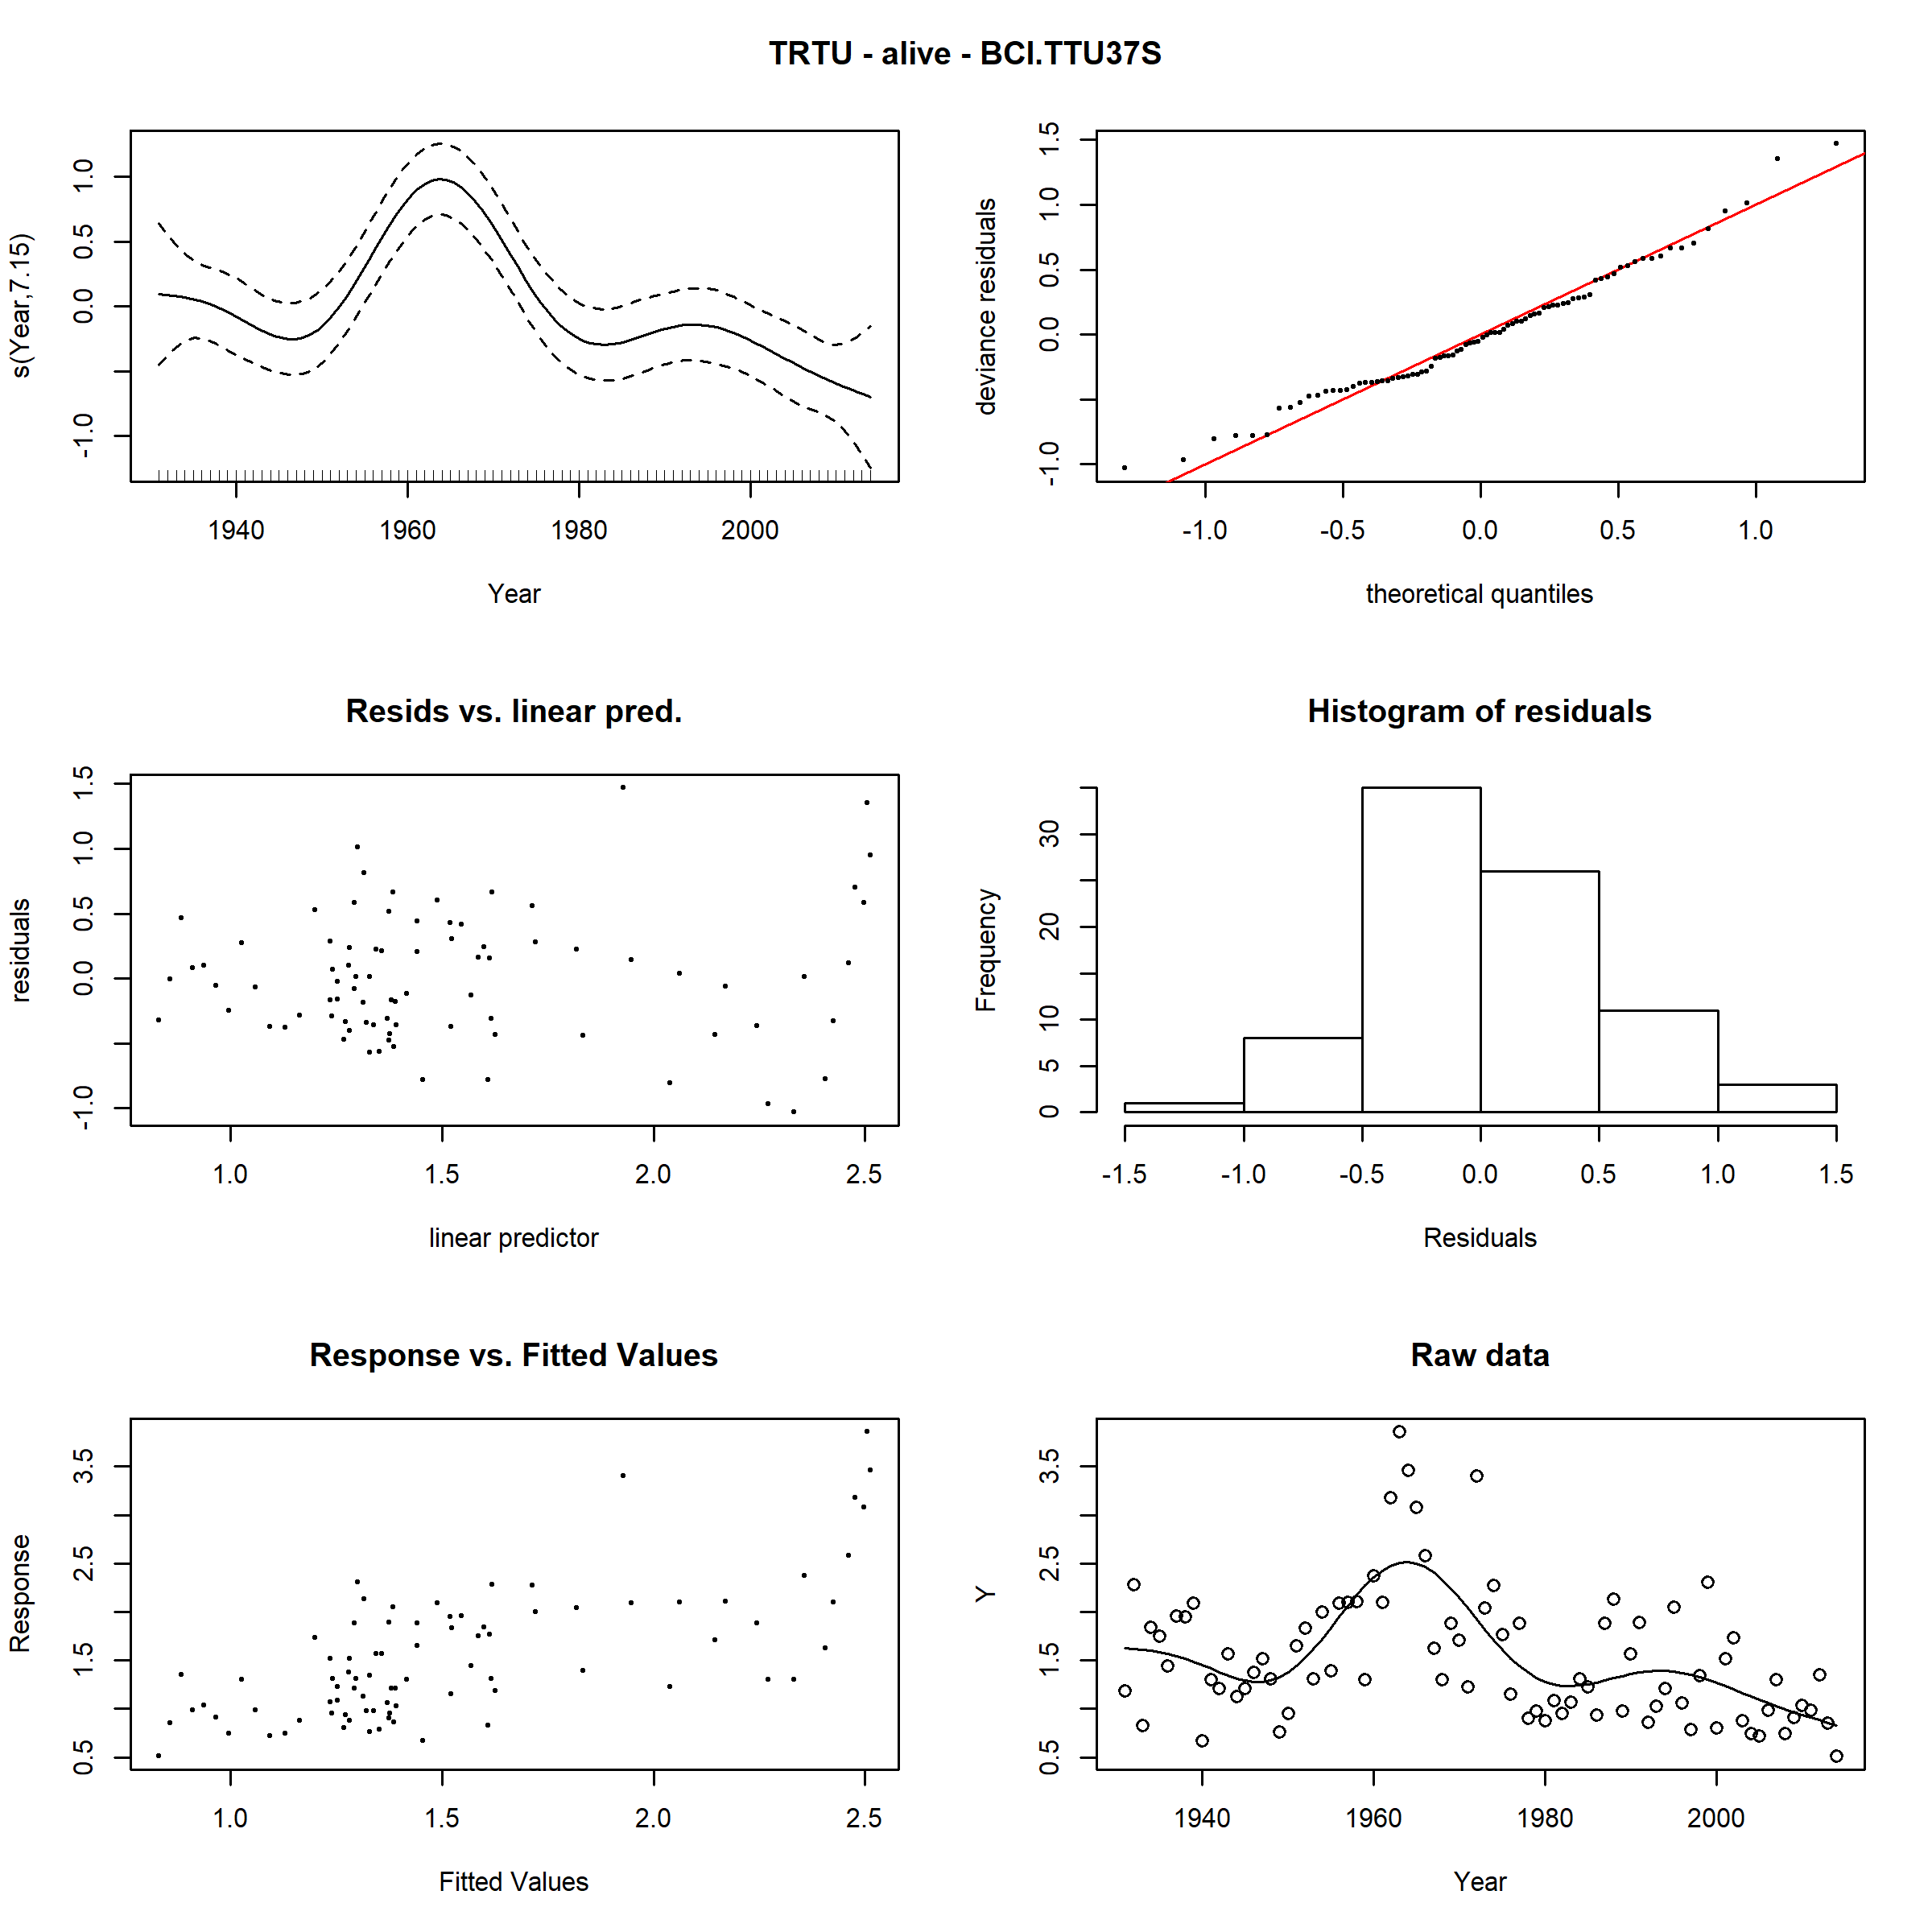 TRTU - alive - BCI.TTU37S
s(Year,7.15)
1.0
0.5
0.0
-1.0
1940 1960 1980 2000
Year
deviance residuals
1.5
1.0
0.5
0.0
-1.0
-1.0 -0.5 0.0 0.5 1.0
theoretical quantiles
Resids vs. linear pred.
residuals
1.5
1.0
0.5
0.0
-1.0
1.0 1.5 2.0 2.5
linear predictor
Histogram of residuals
Frequency
30
20
10
5
0
-1.5 -1.0 -0.5 0.0 0.5 1.0 1.5
Residuals
Response vs. Fitted Values
Response
3.5
2.5
1.5
0.5
1.0 1.5 2.0 2.5
Fitted Values
Raw data
Y
3.5
2.5
1.5
0.5
1940 1960 1980 2000
Year